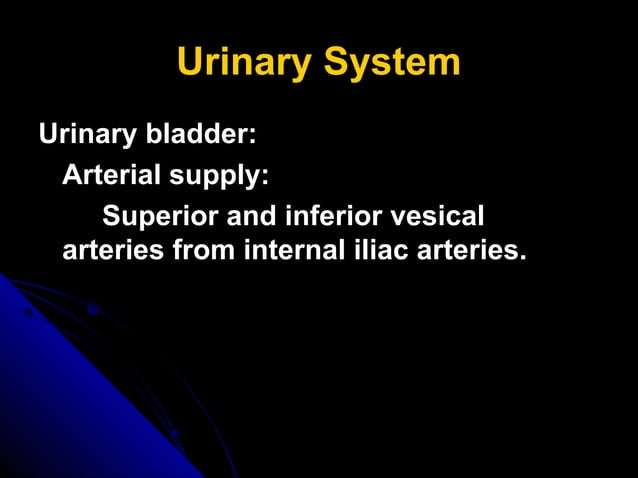 Urinary System
Urinary bladder:
Arterial supply:
Superior and inferior vesical
arteries from internal iliac arteries.